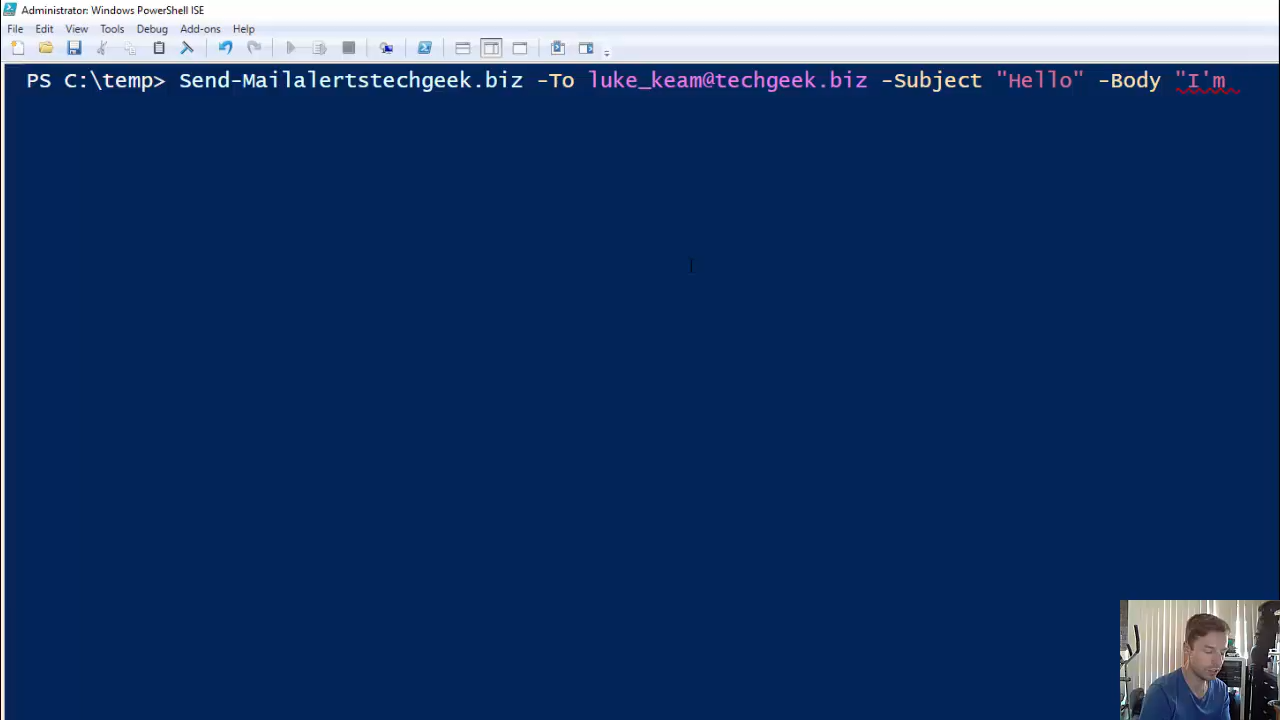 Administrator: Windows PowerShell ISE
File Edit View Tools Debug Add-ons Help
PS C:\temp> Send-Mailalertstechgeek.biz -To luke_keam@techgeek.biz -Subject "Hello" -Body "I'm